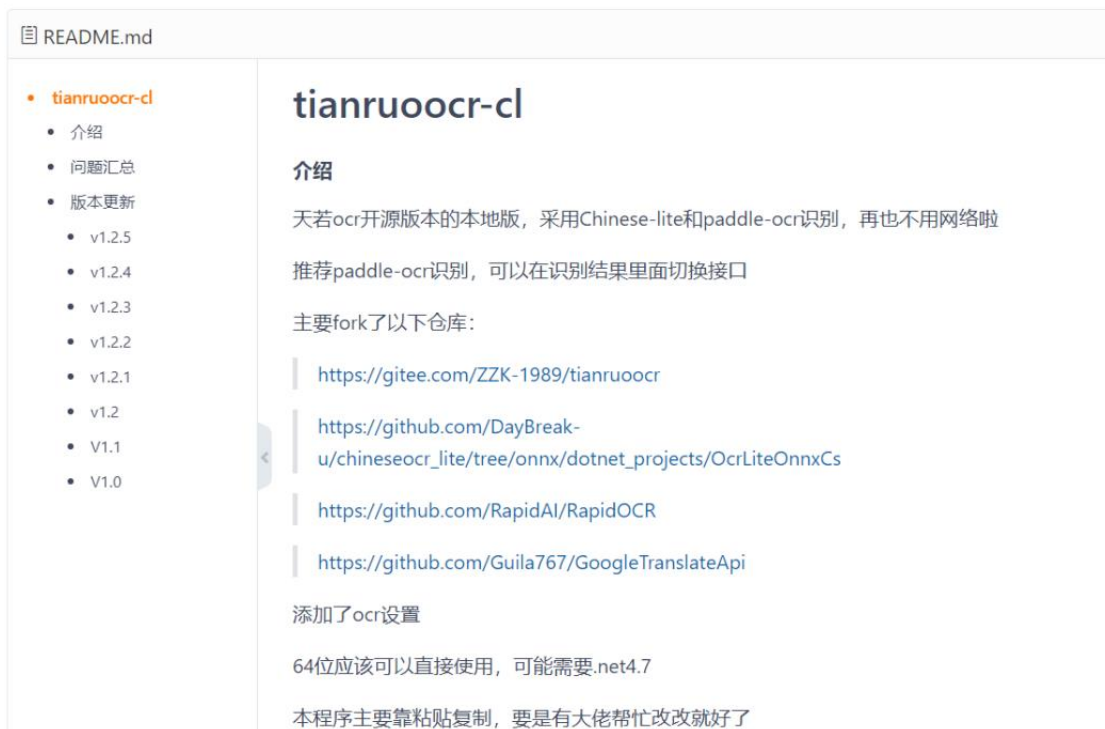 README.md
tianruoocr-cl
介绍
问题汇总
版本更新
v1.2.5
v1.2.4
v1.2.3
v1.2.2
v1.2.1
v1.2
V1.1
V1.0
tianruoocr-cl
介绍
天若ocr开源版本的本地版，采用Chinese-lite和paddle-ocr识别，再也不用网络啦
推荐paddle-ocr识别，可以在识别结果里面切换接口
主要fork了以下仓库：
https://gitee.com/ZZK-1989/tianruoocr
https://github.com/DayBreak-
u/chineseocr_lite/tree/onnx/dotnet_projects/OcrLiteOnnxCs
https://github.com/RapidAI/RapidOCR
https://github.com/Guila767/GoogleTranslateApi
添加了ocr设置
64位应该可以直接使用，可能需要.net4.7
本程序主要靠粘贴复制，要是有大佬帮忙改改就好了